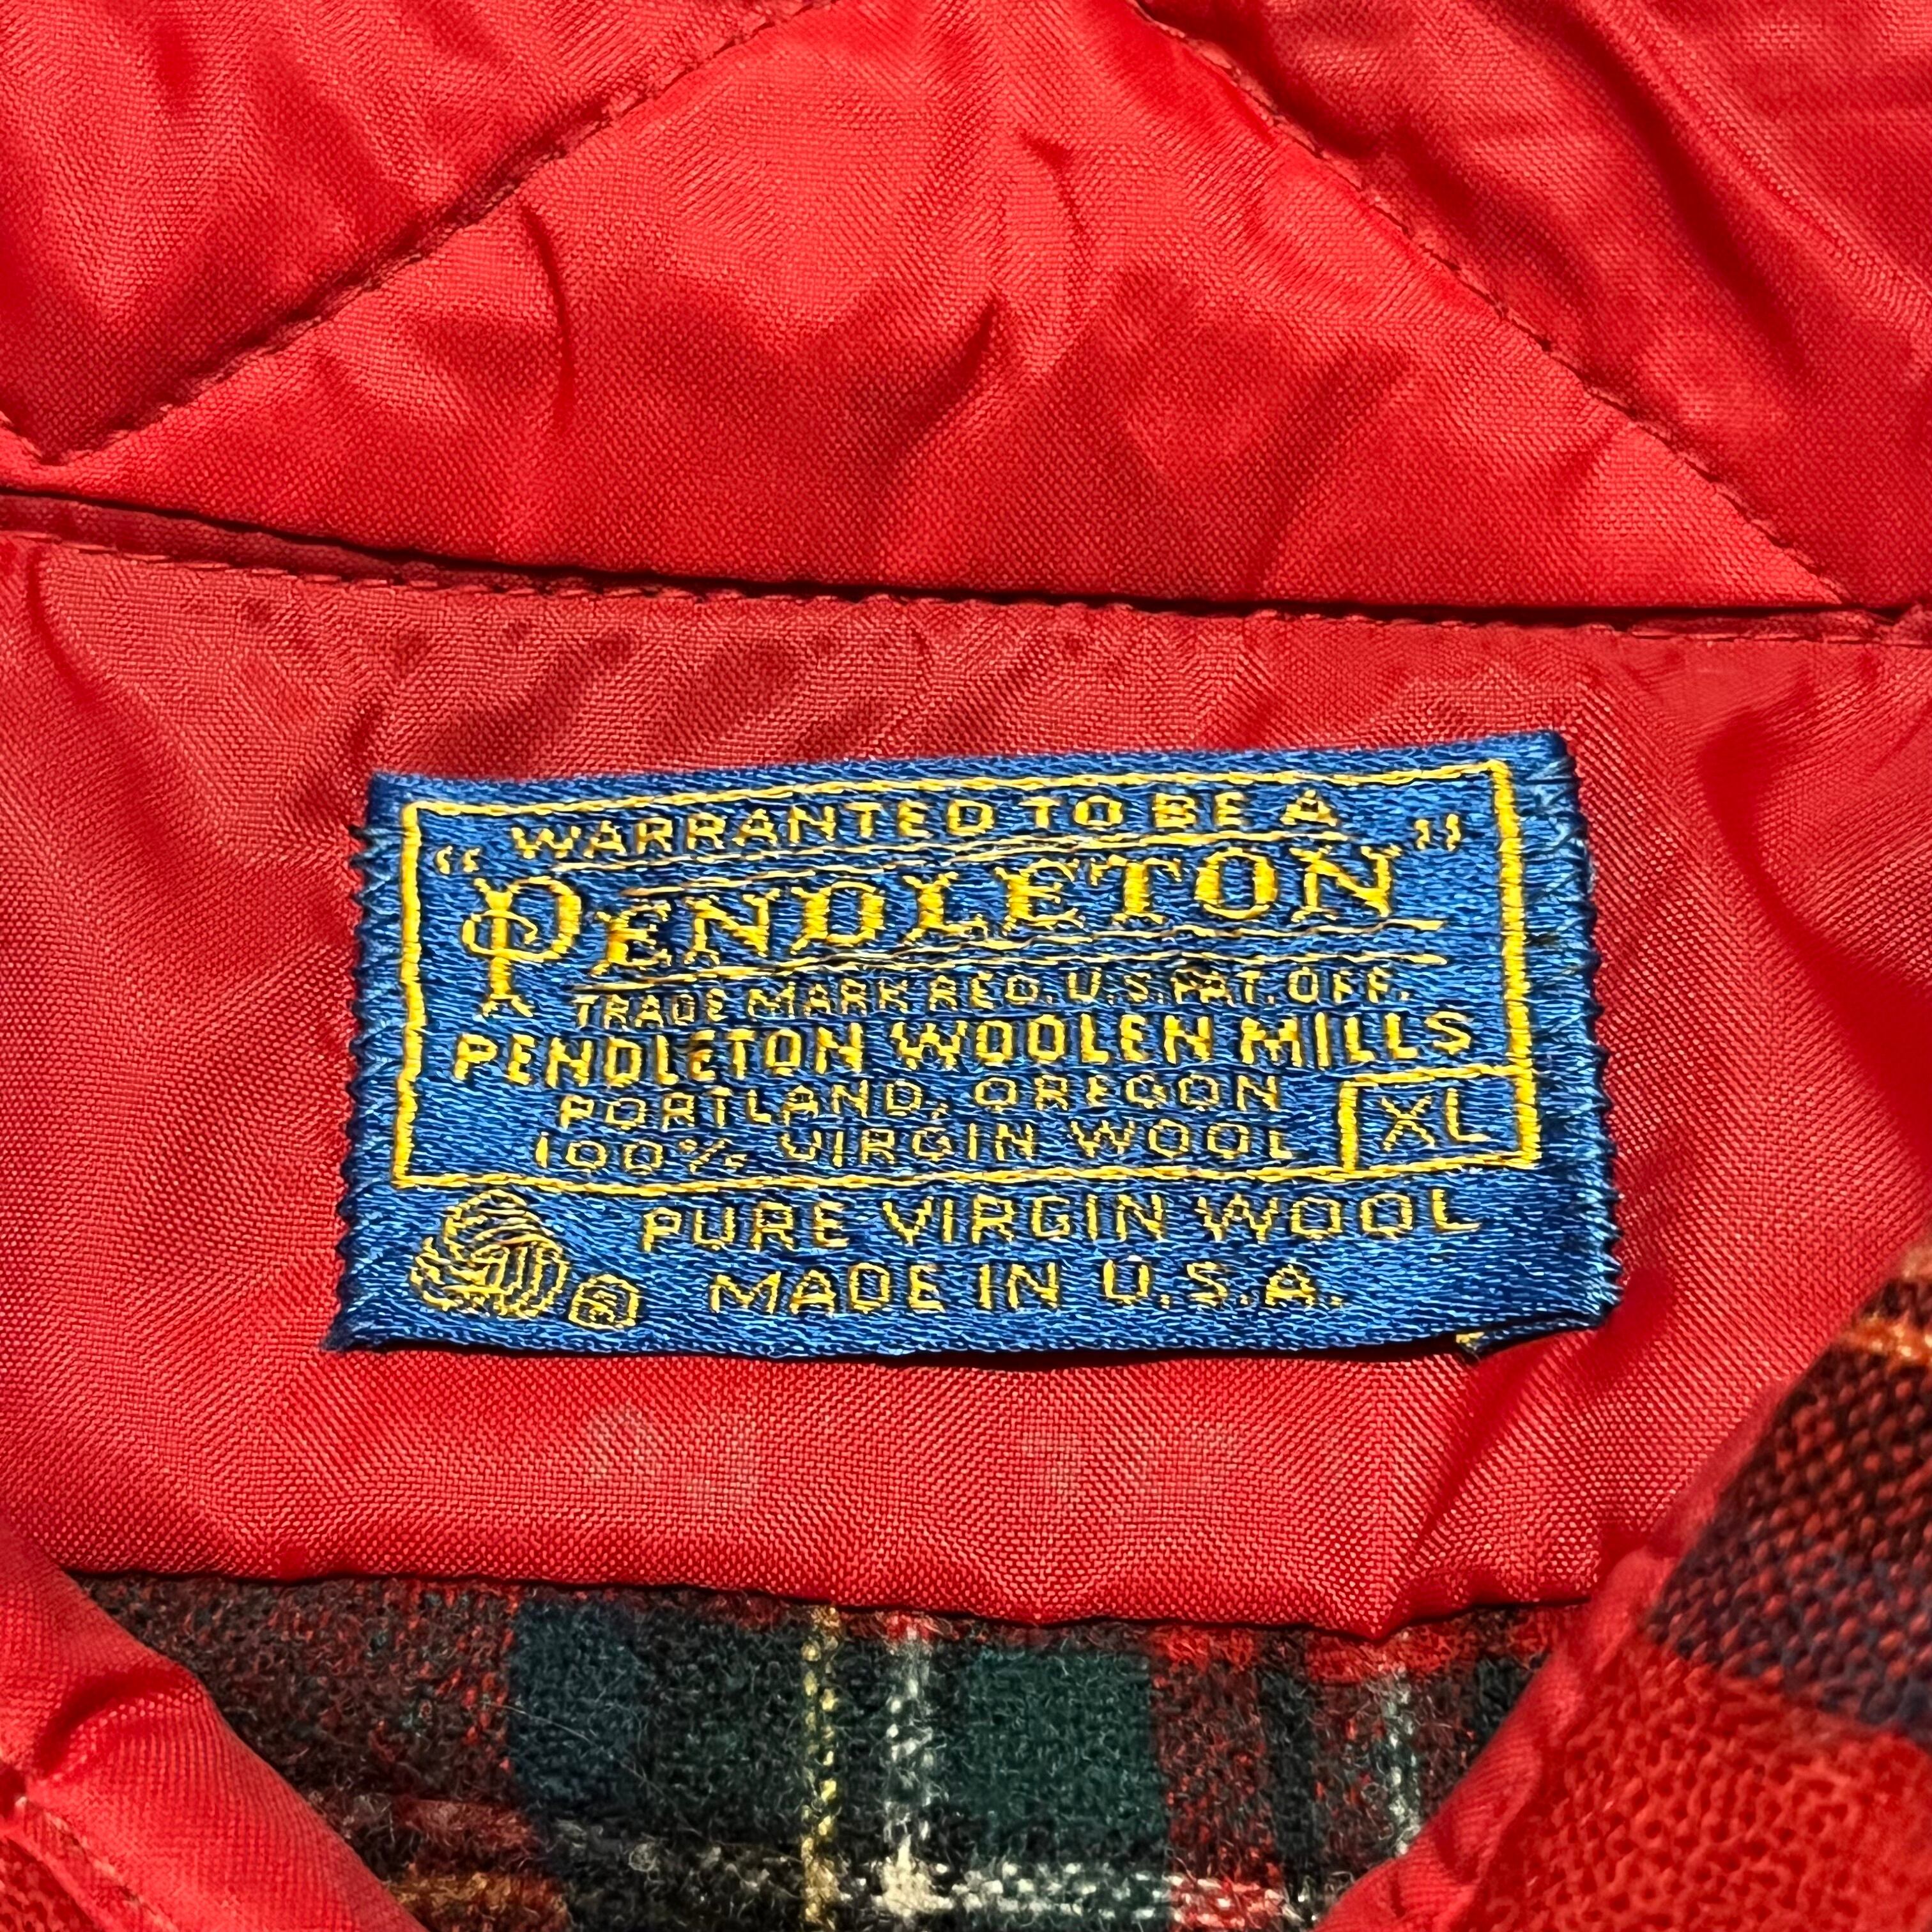 WARRANTED TO BE A
"PENDLETON"
TRADE MARK REG. U.S. PAT. OFF.
PENDLETON WOOLEN MILLS
PORTLAND, OREGON
100% VIRGIN WOOL XL
PURE VIRGIN WOOL
MADE IN U.S.A.